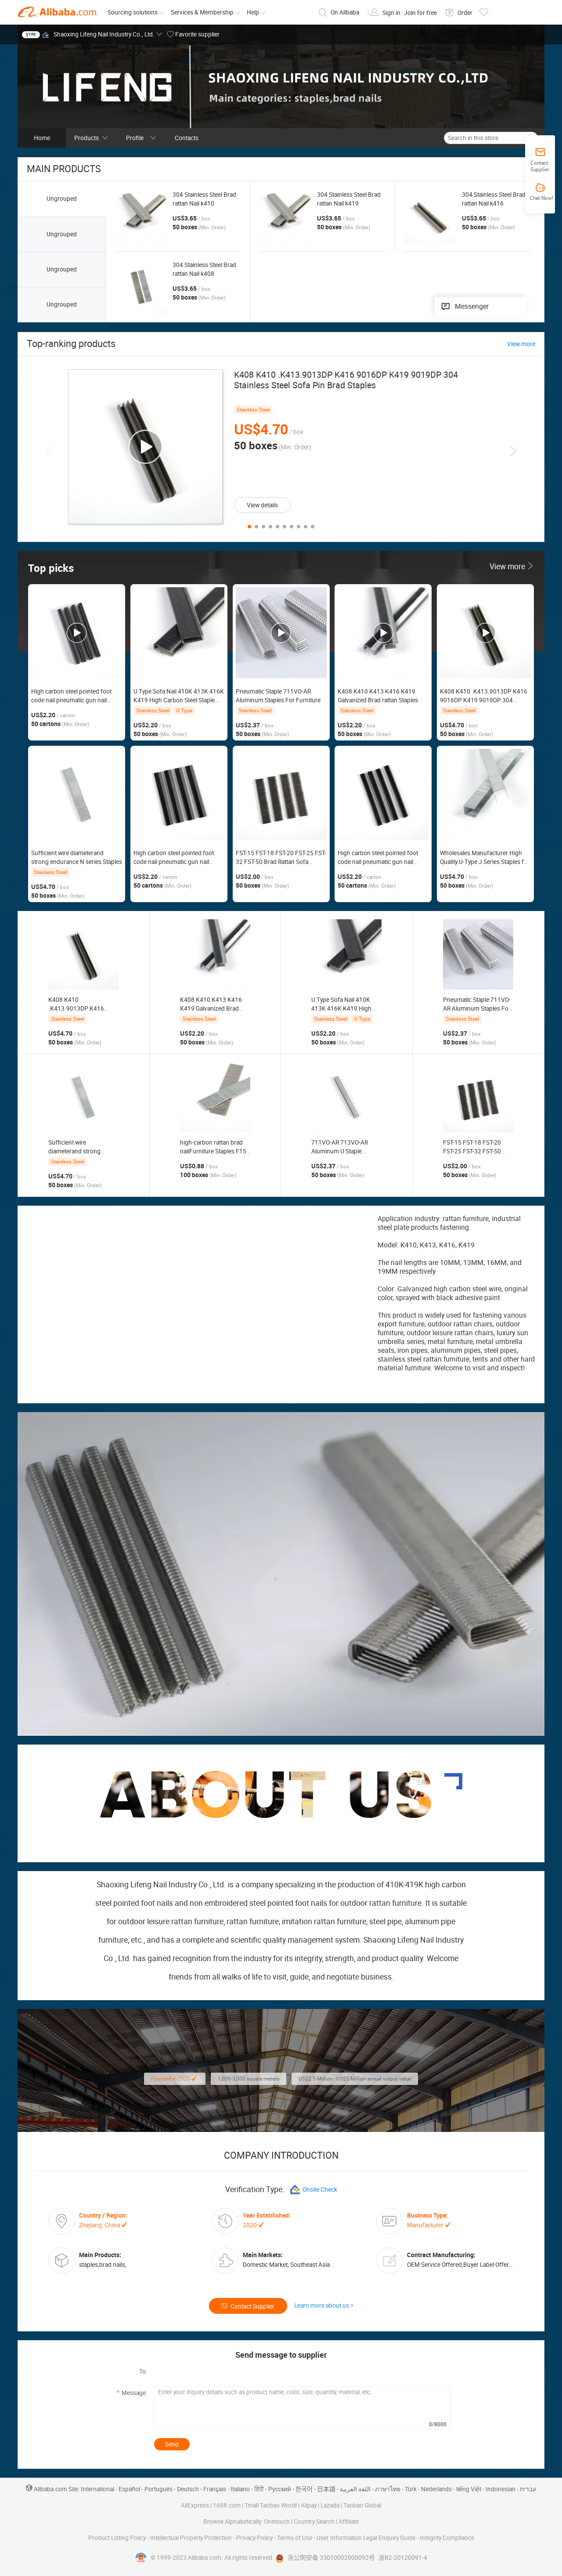 Alibaba.com
Sourcing solutions Services & Membership Help
On Alibaba Sign in Join for free Order
1YRS Shaoxing Lifeng Nail Industry Co., Ltd. Favorite supplier
LIFENG
SHAOXING LIFENG NAIL INDUSTRY CO.,LTD
Main categories: staples,brad nails
Home Products Profile Contacts
Search in this store
Contact Supplier
Chat Now!
MAIN PRODUCTS
Ungrouped
Ungrouped
Ungrouped
Ungrouped
304 Stainless Steel Brad
rattan Nail k410
US$3.65 / box
50 boxes (Min. Order)
304 Stainless Steel Brad
rattan Nail k419
US$3.65 / box
50 boxes (Min. Order)
304 Stainless Steel Brad
rattan Nail k416
US$3.65 / box
50 boxes (Min. Order)
304 Stainless Steel Brad
rattan Nail k408
US$3.65 / box
50 boxes (Min. Order)
Messenger
Top-ranking products
View more
K408 K410 .K413.9013DP K416 9016DP K419 9019DP 304
Stainless Steel Sofa Pin Brad Staples
Stainless Steel
US$4.70 / box
50 boxes (Min. Order)
View details
Top picks
View more
High carbon steel pointed foot
code nail pneumatic gun nail...
US$2.20 / carton
50 cartons (Min. Order)
U Type Sofa Nail 410K 413K 416K
K419 High Carbon Steel Staple...
Stainless Steel U Type
US$2.20 / box
50 boxes (Min. Order)
Pneumatic Staple 711VO-AR
Aluminum Staples For Furniture
Stainless Steel
US$2.37 / box
50 boxes (Min. Order)
K408 K410 K413 K416 K419
Galvanized Brad rattan Staples
Stainless Steel
US$2.20 / box
50 boxes (Min. Order)
K408 K410 .K413.9013DP K416
9016DP K419 9019DP 304...
Stainless Steel
US$4.70 / box
50 boxes (Min. Order)
Sufficient wire diameterand
strong endurance N series Staples
Stainless Steel
US$4.70 / box
50 boxes (Min. Order)
High carbon steel pointed foot
code nail pneumatic gun nail...
US$2.20 / carton
50 cartons (Min. Order)
FST-15 FST-18 FST-20 FST-25 FST-
32 FST-50 Brad Rattan Sofa...
US$2.00 / box
50 boxes (Min. Order)
High carbon steel pointed foot
code nail pneumatic gun nail...
US$2.20 / carton
50 cartons (Min. Order)
Wholesales Manufacturer High
Quality U-Type J Series Staples f...
US$4.70 / box
50 boxes (Min. Order)
K408 K410
.K413.9013DP K416...
Stainless Steel
US$4.70 / box
50 boxes (Min. Order)
K408 K410 K413 K416
K419 Galvanized Brad...
Stainless Steel
US$2.20 / box
50 boxes (Min. Order)
U Type Sofa Nail 410K
413K 416K K419 High...
Stainless Steel U Type
US$2.20 / box
50 boxes (Min. Order)
Pneumatic Staple 711VO-
AR Aluminum Staples Fo...
Stainless Steel
US$2.37 / box
50 boxes (Min. Order)
Sufficient wire
diameterand strong...
Stainless Steel
US$4.70 / box
50 boxes (Min. Order)
high-carbon rattan brad
nailFurniture Staples F15...
US$0.88 / box
100 boxes (Min. Order)
711VO-AR 713VO-AR
Aluminum U Staple...
US$2.37 / box
50 boxes (Min. Order)
FST-15 FST-18 FST-20
FST-25 FST-32 FST-50...
US$2.00 / box
50 boxes (Min. Order)
Application industry: rattan furniture, industrial
steel plate products fastening.
Model: K410, K413, K416, K419
The nail lengths are 10MM, 13MM, 16MM, and
19MM respectively
Color: Galvanized high carbon steel wire, original
color, sprayed with black adhesive paint
This product is widely used for fastening various
export furniture, outdoor rattan chairs, outdoor
furniture, outdoor leisure rattan chairs, luxury sun
umbrella series, metal furniture, metal umbrella
seats, iron pipes, aluminum pipes, steel pipes,
stainless steel rattan furniture, tents and other hard
material furniture. Welcome to visit and inspect!
ABOUT US
Shaoxing Lifeng Nail Industry Co., Ltd. is a company specializing in the production of 410K-419K high carbon
steel pointed foot nails and non embroidered steel pointed foot nails for outdoor rattan furniture. It is suitable
for outdoor leisure rattan furniture, rattan furniture, imitation rattan furniture, steel pipe, aluminum pipe
furniture, etc., and has a complete and scientific quality management system. Shaoxing Lifeng Nail Industry
Co., Ltd. has gained recognition from the industry for its integrity, strength, and product quality. Welcome
friends from all walks of life to visit, guide, and negotiate business.
1,000-3,000 square meters
US$2.5 Million - US$5 Million annual output value
COMPANY INTRODUCTION
Verification Type: Onsite Check
Country / Region:
Zhejiang, China
Year Established:
2020
Business Type:
Manufacturer
Main Products:
staples,brad nails,
Main Markets:
Domestic Market, Southeast Asia
Contract Manufacturing:
OEM Service Offered,Buyer Label Offer...
Contact Supplier
Learn more about us >
Send message to supplier
To:
* Message:
Enter your inquiry details such as product name, color, size, quantity, material, etc.
0/8000
Send
Alibaba.com Site: International - Español - Português - Deutsch - Français - Italiano - हिंदी - Pусский - 한국어 - 日本語 - اللغة العربية - ภาษาไทย - Türk - Nederlands - tiếng Việt - Indonesian - עברית
AliExpress | 1688.com | Tmall Taobao World | Alipay | Lazada | Taobao Global
Browse Alphabetically: Onetouch | Country Search | Affiliate
Product Listing Policy - Intellectual Property Protection - Privacy Policy - Terms of Use - User Information Legal Enquiry Guide - Integrity Compliance
© 1999-2023 Alibaba.com. All rights reserved. 浙公网安备 33010002000092号 浙B2-20120091-4